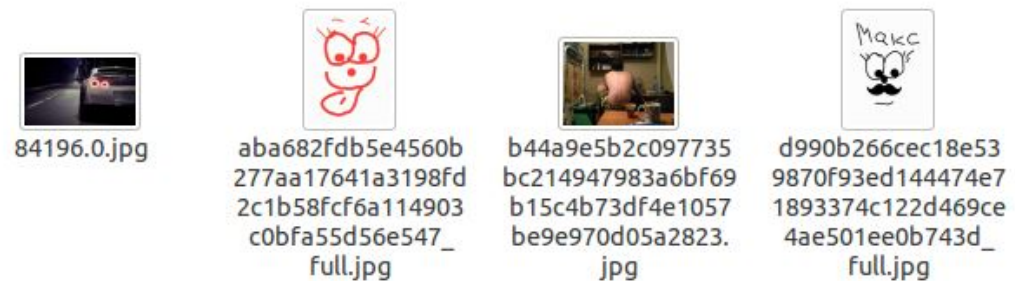 84196.0.jpg
aba682fdb5e4560b
277aa17641a3198fd
2c1b58fcf6a114903
c0bfa55d56e547_
full.jpg
b44a9e5b2c097735
bc214947983a6bf69
b15c4b73df4e1057
be9e970d05a2823.
jpg
Макс
d990b266cec18e53
9870f93ed144474e7
1893374c122d469ce
4ae501ee0b743d_
full.jpg